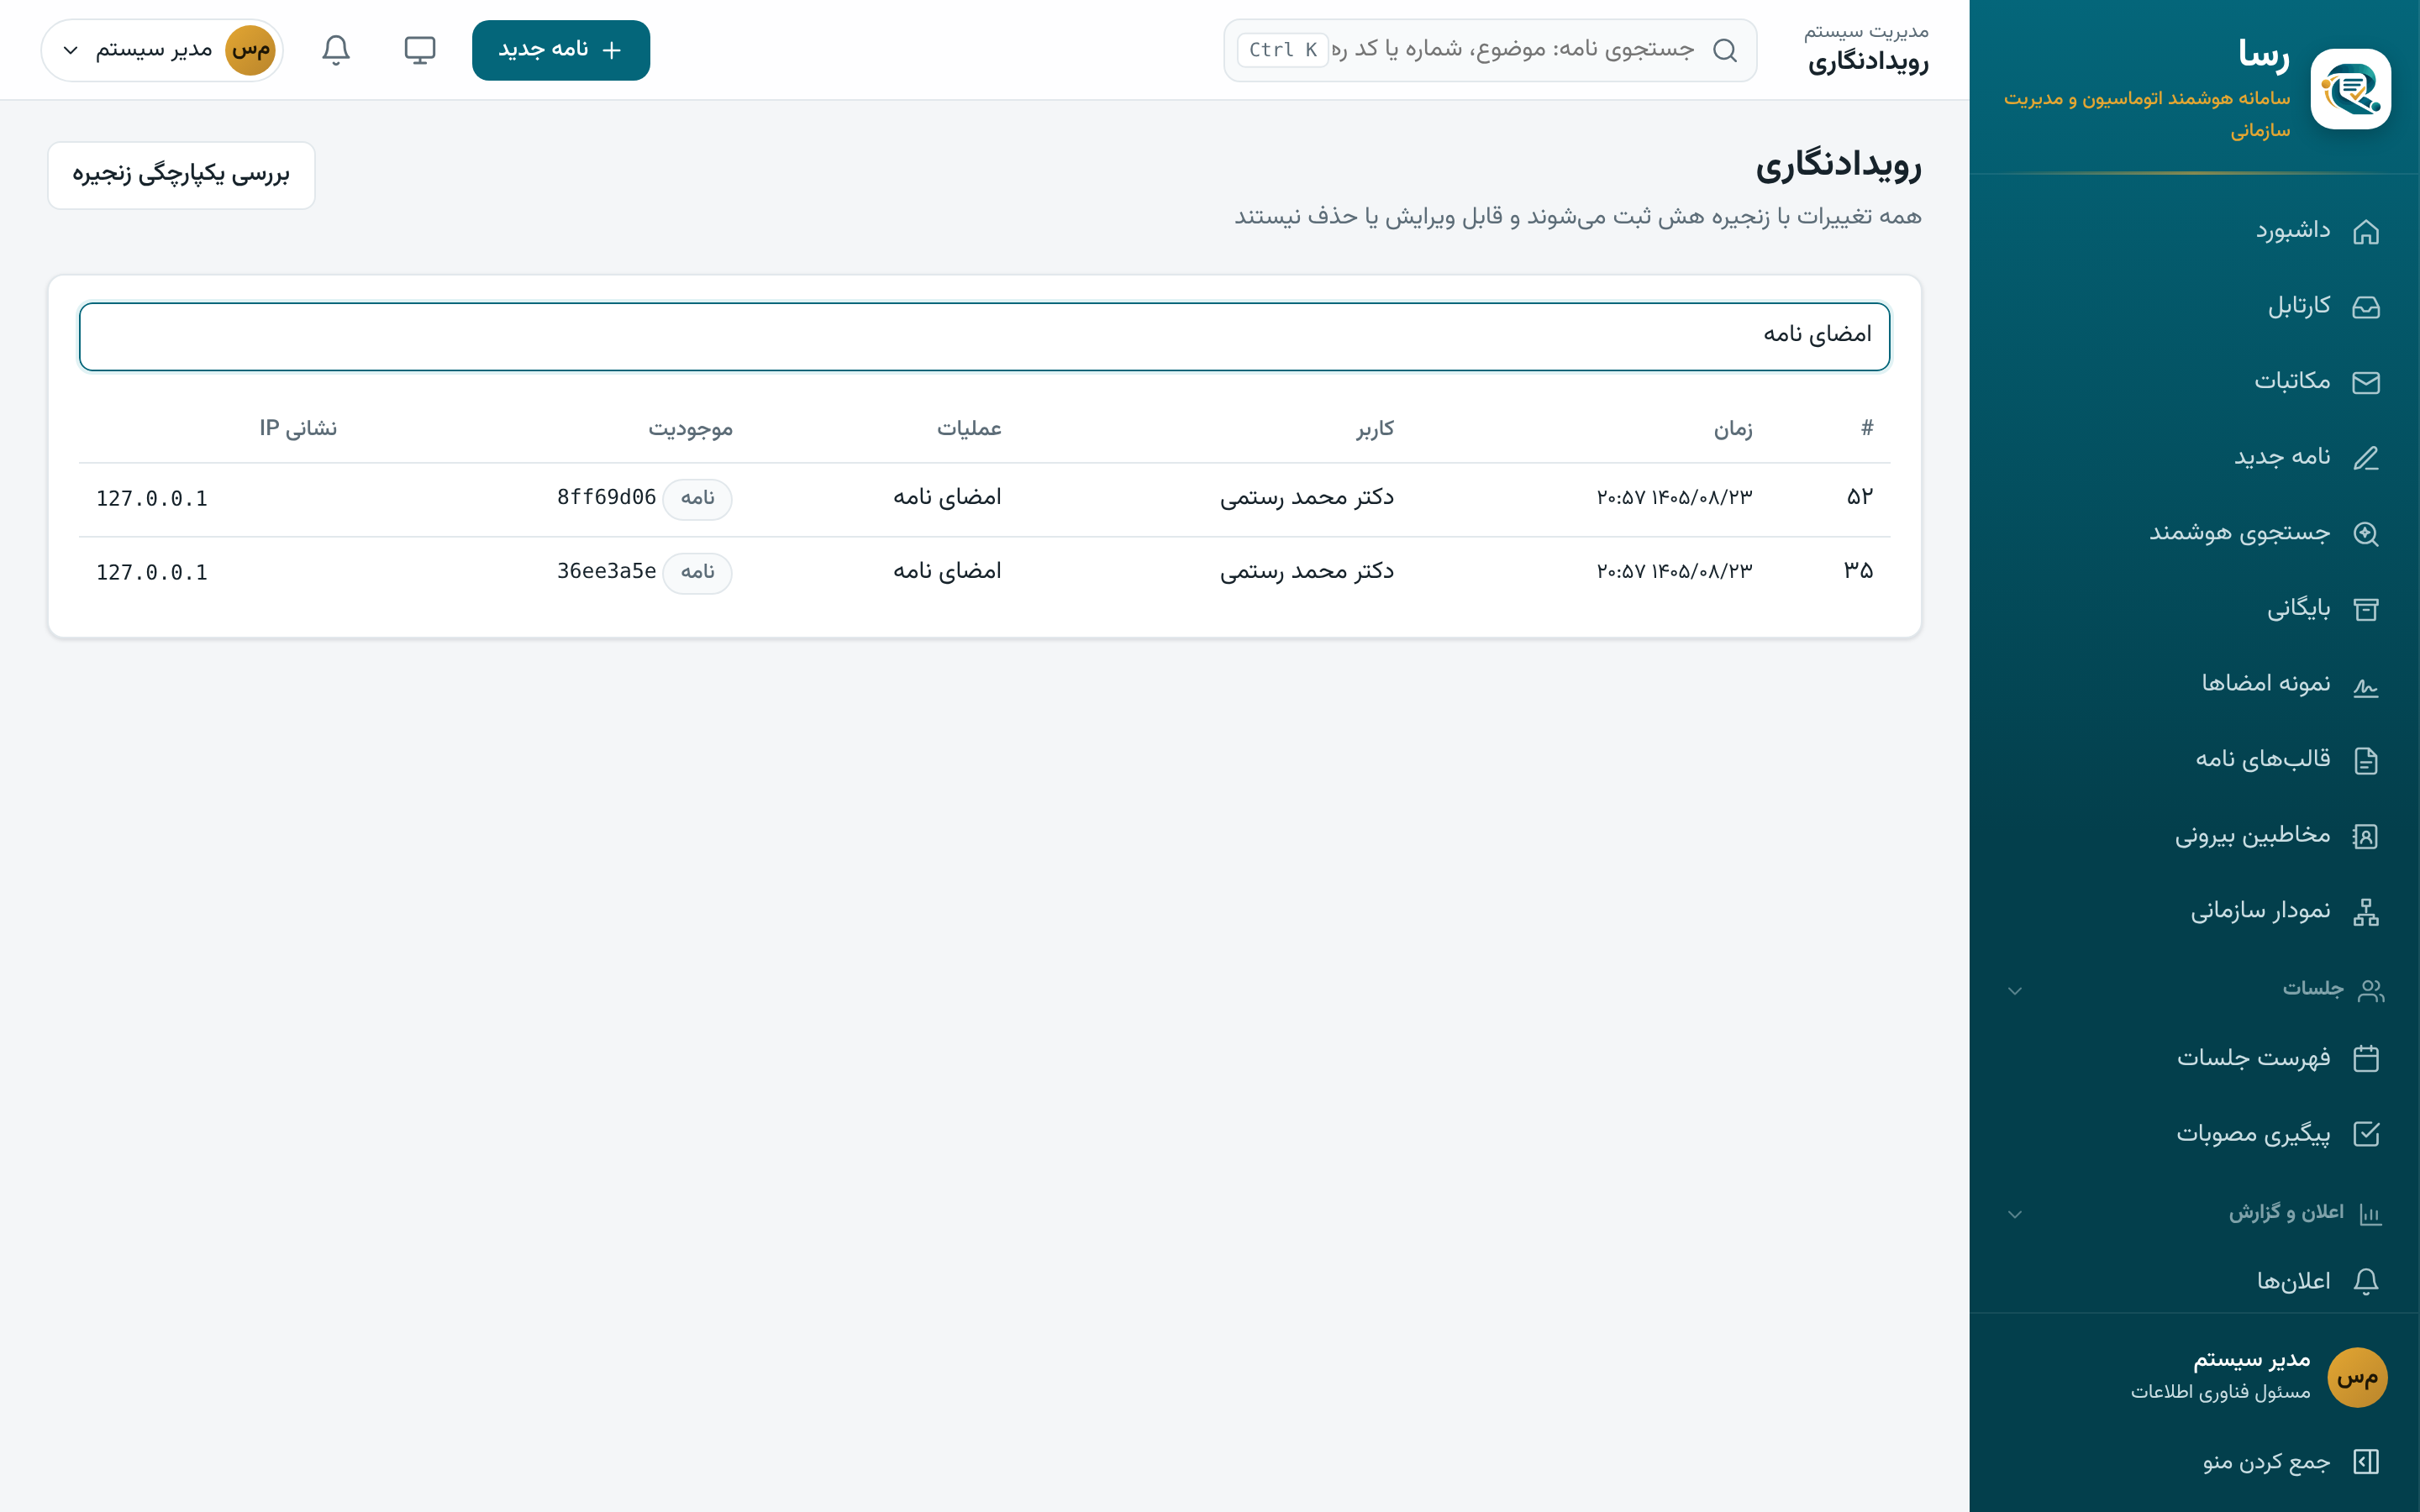 رسا
سامانه هوشمند اتوماسیون و مدیریت
سازمانی
داشبورد
کارتابل
مکاتبات
نامه جدید
جستجوی هوشمند
بایگانی
نمونه امضاها
قالب‌های نامه
مخاطبین بیرونی
نمودار سازمانی
جلسات
فهرست جلسات
پیگیری مصوبات
اعلان و گزارش
اعلان‌ها
م‌س
مدیر سیستم
مسئول فناوری اطلاعات
جمع کردن منو
مدیریت سیستم
رویدادنگاری
جستجوی نامه: موضوع، شماره یا کد ره Ctrl K
نامه جدید
م‌س مدیر سیستم
رویدادنگاری
همه تغییرات با زنجیره هش ثبت می‌شوند و قابل ویرایش یا حذف نیستند
بررسی یکپارچگی زنجیره
امضای نامه
# زمان کاربر عملیات موجودیت نشانی IP
۵۲ ۱۴۰۵/۰۸/۲۳ ۲۰:۵۷ دکتر محمد رستمی امضای نامه نامه 8ff69d06 127.0.0.1
۳۵ ۱۴۰۵/۰۸/۲۳ ۲۰:۵۷ دکتر محمد رستمی امضای نامه نامه 36ee3a5e 127.0.0.1